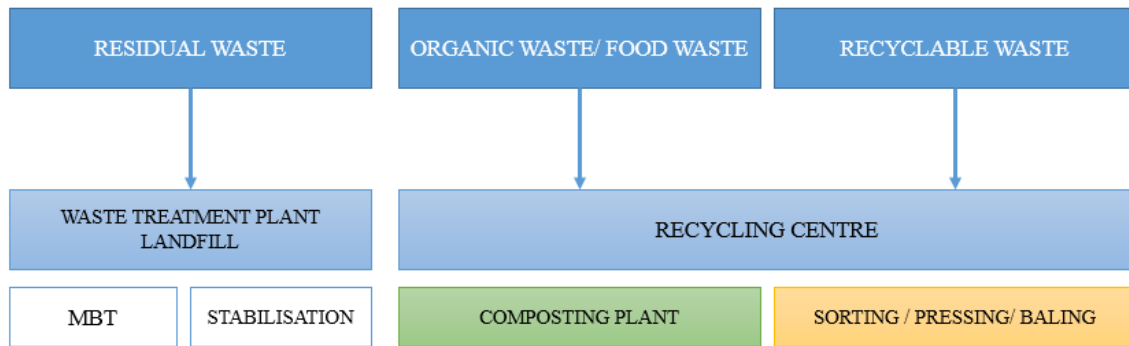 RESIDUAL WASTE
ORGANIC WASTE/ FOOD WASTE
RECYCLABLE WASTE
WASTE TREATMENT PLANT
LANDFILL
RECYCLING CENTRE
MBT
STABILISATION
COMPOSTING PLANT
SORTING / PRESSING/ BALING